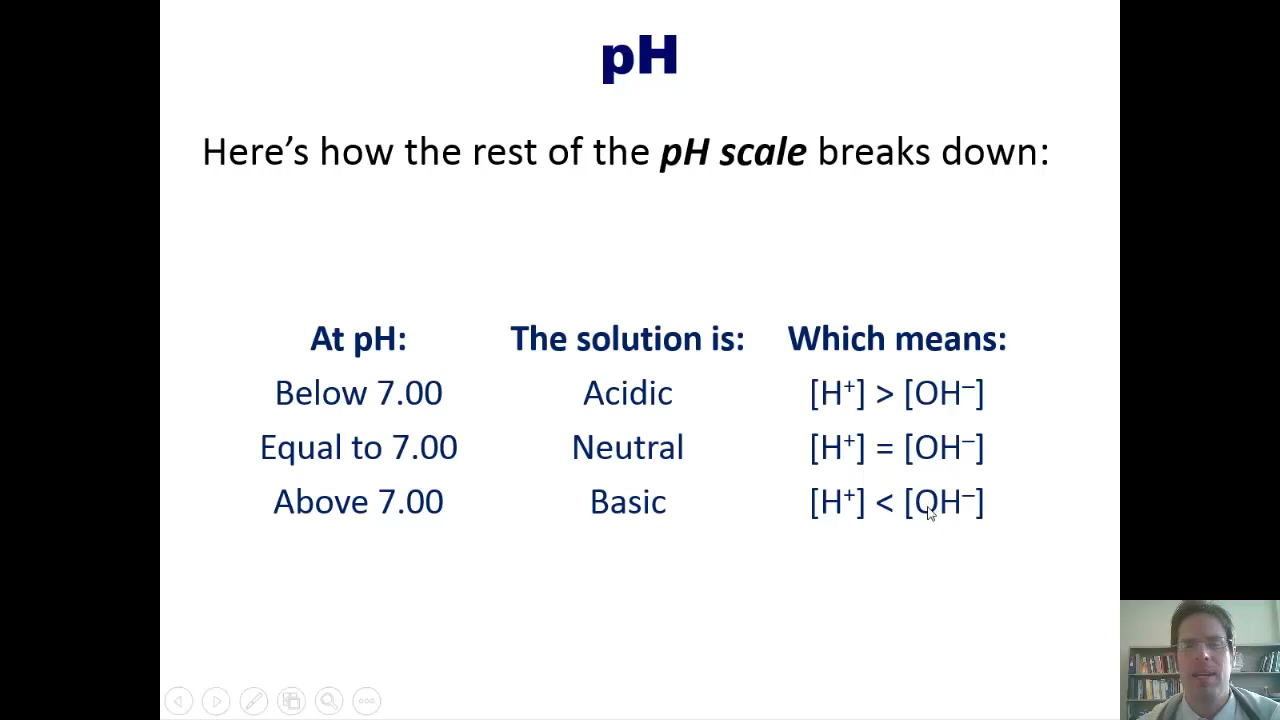 pH
Here’s how the rest of the pH scale breaks down:
At pH: The solution is: Which means:
Below 7.00 Acidic [H⁺] > [OH⁻]
Equal to 7.00 Neutral [H⁺] = [OH⁻]
Above 7.00 Basic [H⁺] < [OH⁻]